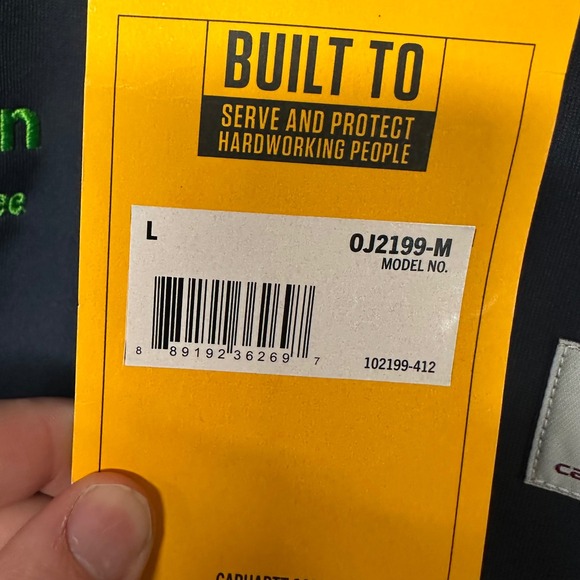 BUILT TO
SERVE AND PROTECT
HARDWORKING PEOPLE
L
OJ2199-M
MODEL NO.
8 89192 36269 7
102199-412